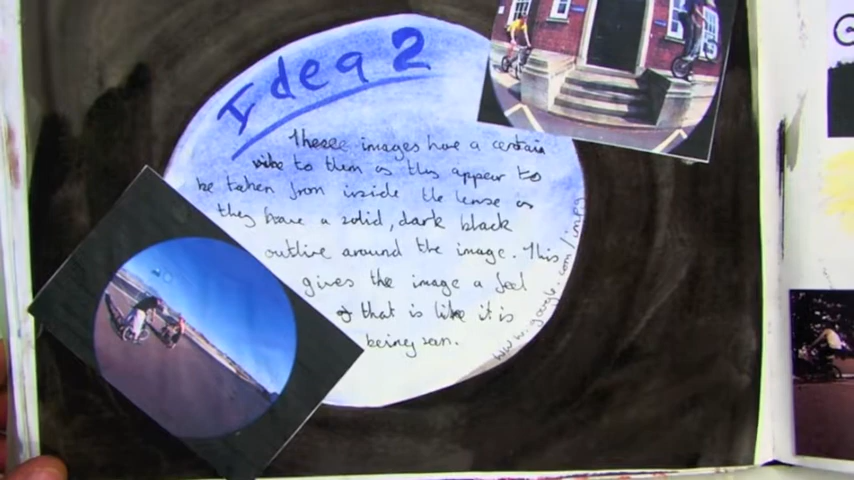 Idea 2
These images have a certain
vibe to them as they appear to
be taken from inside the lense as
they have a solid, dark black
outline around the image. This
gives the image a feel
that is like it is
being seen.
www.google.com/imgs